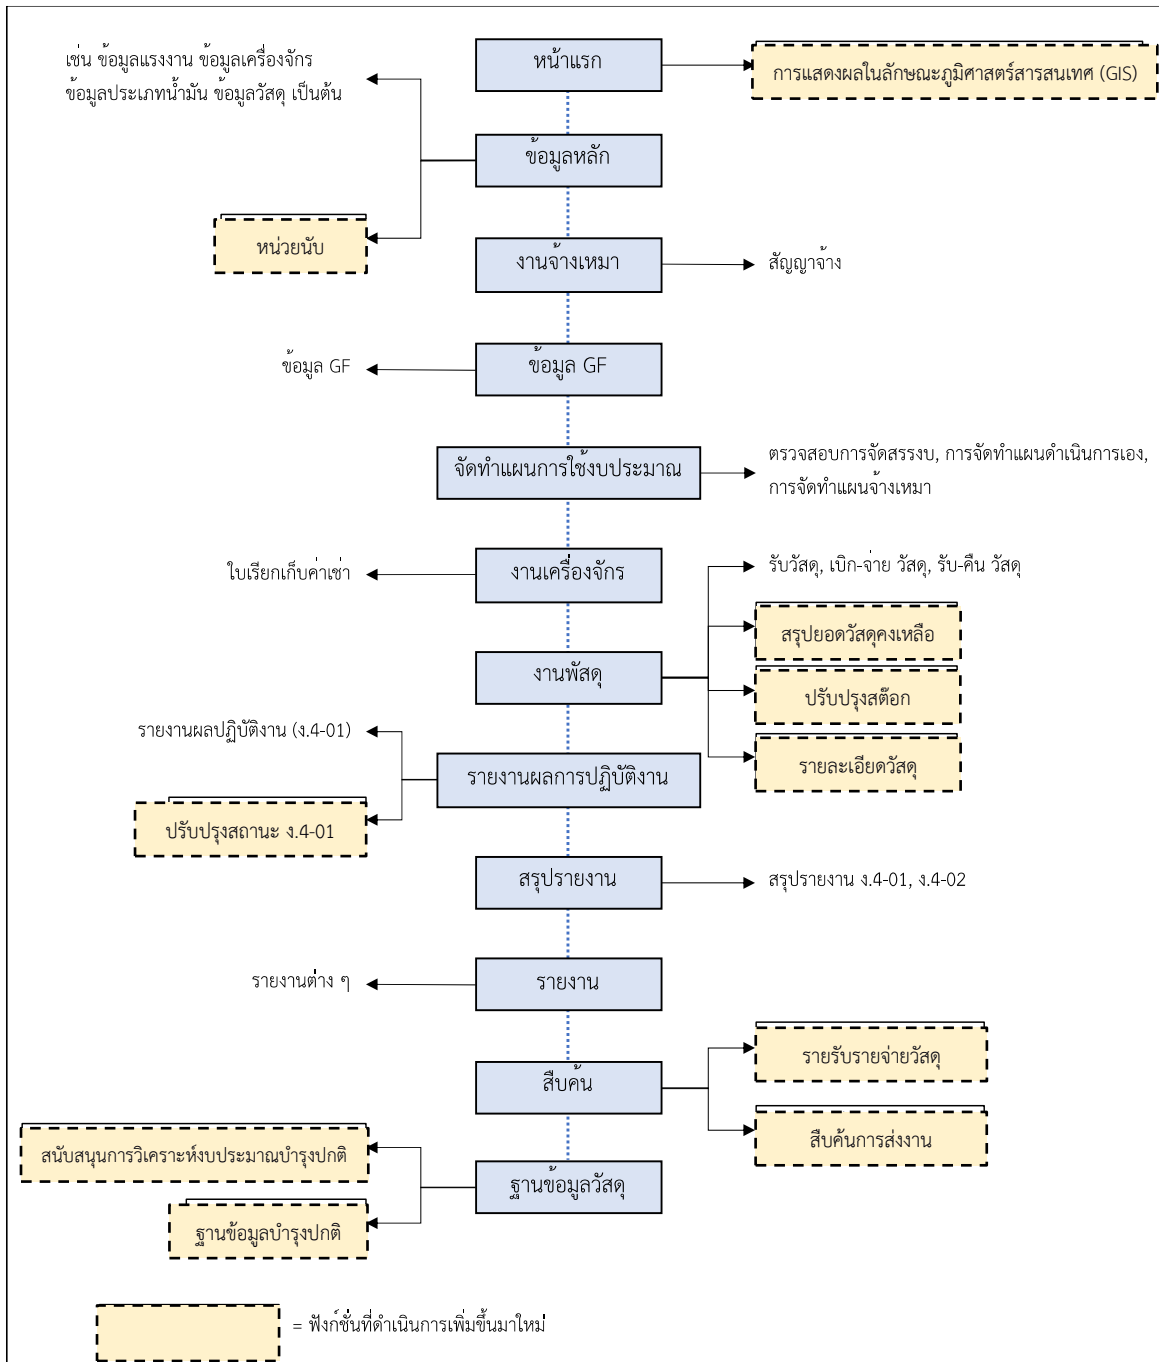 หน้าแรก
การแสดงผลในลักษณะภูมิศาสตร์สารสนเทศ (GIS)
เช่น ข้อมูลแรงงาน ข้อมูลเครื่องจักร
ข้อมูลประเภทน้ำมัน ข้อมูลวัสดุ เป็นต้น
ข้อมูลหลัก
หน่วยนับ
งานจ้างเหมา
สัญญาจ้าง
ข้อมูล GF
ข้อมูล GF
จัดทำแผนการใช้งบประมาณ
ตรวจสอบการจัดสรรงบ, การจัดทำแผนดำเนินการเอง,
การจัดทำแผนจ้างเหมา
ใบเรียกเก็บค่าเช่า
งานเครื่องจักร
รับวัสดุ, เบิก-จ่าย วัสดุ, รับ-คืน วัสดุ
สรุปยอดวัสดุคงเหลือ
งานพัสดุ
ปรับปรุงสต๊อก
รายละเอียดวัสดุ
รายงานผลปฏิบัติงาน (ง.4-01)
รายงานผลการปฏิบัติงาน
ปรับปรุงสถานะ ง.4-01
สรุปรายงาน
สรุปรายงาน ง.4-01, ง.4-02
รายงานต่าง ๆ
รายงาน
รายรับรายจ่ายวัสดุ
สืบค้น
สืบค้นการส่งงาน
สนับสนุนการวิเคราะห์งบประมาณบำรุงปกติ
ฐานข้อมูลวัสดุ
ฐานข้อมูลบำรุงปกติ
= ฟังก์ชั่นที่ดำเนินการเพิ่มขึ้นมาใหม่